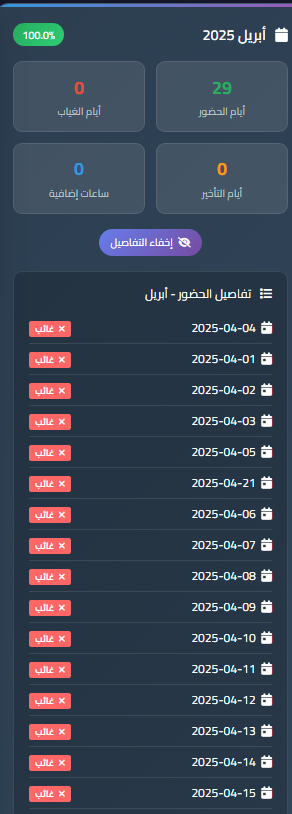 أبريل 2025
100.0%
29
أيام الحضور
0
أيام الغياب
0
أيام التأخير
0
ساعات إضافية
إخفاء التفاصيل
تفاصيل الحضور - أبريل
2025-04-04 غائب
2025-04-01 غائب
2025-04-02 غائب
2025-04-03 غائب
2025-04-05 غائب
2025-04-21 غائب
2025-04-06 غائب
2025-04-07 غائب
2025-04-08 غائب
2025-04-09 غائب
2025-04-10 غائب
2025-04-11 غائب
2025-04-12 غائب
2025-04-13 غائب
2025-04-14 غائب
2025-04-15 غائب